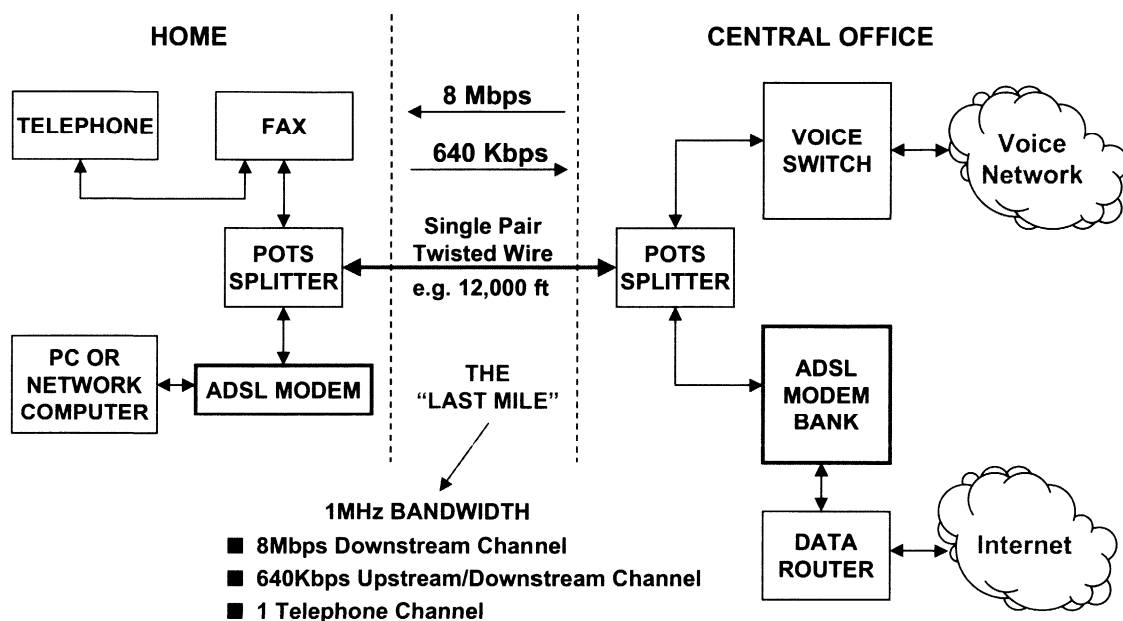 HOME
CENTRAL OFFICE
TELEPHONE
FAX
8 Mbps
640 Kbps
VOICE
SWITCH
Voice
Network
Single Pair
Twisted Wire
e.g. 12,000 ft
POTS
SPLITTER
POTS
SPLITTER
PC OR
NETWORK
COMPUTER
ADSL MODEM
THE
“LAST MILE”
ADSL
MODEM
BANK
1MHz BANDWIDTH
■ 8Mbps Downstream Channel
■ 640Kbps Upstream/Downstream Channel
■ 1 Telephone Channel
DATA
ROUTER
Internet